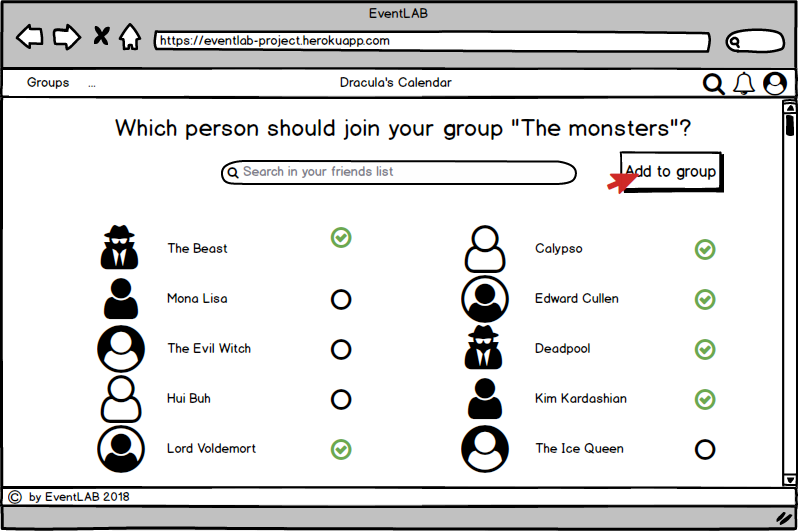 EventLAB
https://eventlab-project.herokuapp.com
Groups ... Dracula's Calendar
Which person should join your group "The monsters"?
Search in your friends list
Add to group
The Beast
Calypso
Mona Lisa
Edward Cullen
The Evil Witch
Deadpool
Hui Buh
Kim Kardashian
Lord Voldemort
The Ice Queen
© by EventLAB 2018